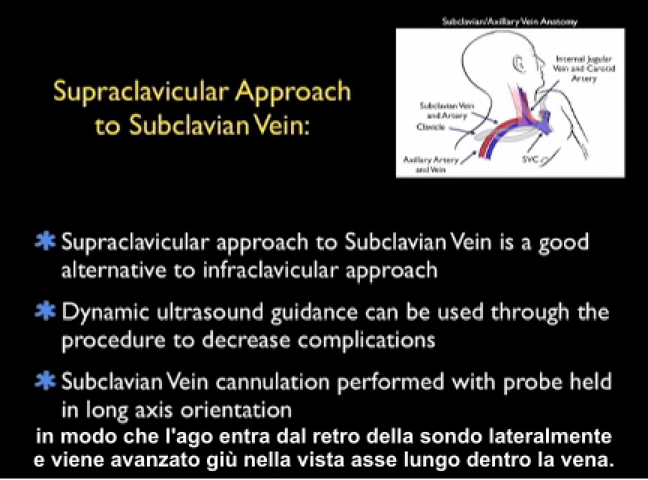 Subclavian/Axillary Vein Anatomy
Internal Jugular
Vein and Carotid
Artery
Subclavian Vein
and Artery
Clavicle
Axillary Artery
and Vein
SVC
Supraclavicular Approach
to Subclavian Vein:
Supraclavicular approach to Subclavian Vein is a good
alternative to infraclavicular approach
Dynamic ultrasound guidance can be used through the
procedure to decrease complications
Subclavian Vein cannulation performed with probe held
in long axis orientation
in modo che l'ago entra dal retro della sondo lateralmente
e viene avanzato giù nella vista asse lungo dentro la vena.